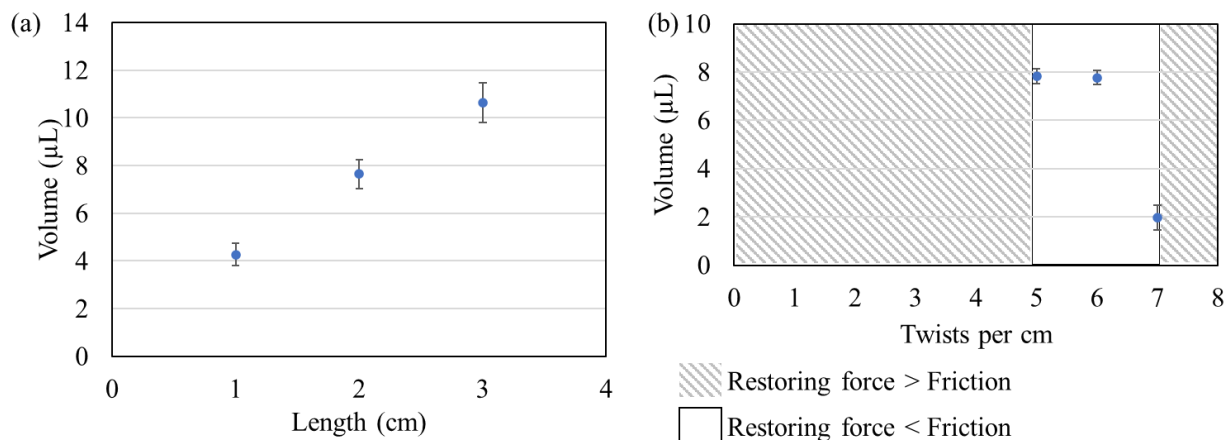 (a)
14
12
10
8
6
4
2
0
Volume (µL)
0 1 2 3 4
Length (cm)
(b)
10
8
6
4
2
0
Volume (µL)
0 1 2 3 4 5 6 7 8
Twists per cm
Restoring force > Friction
Restoring force < Friction